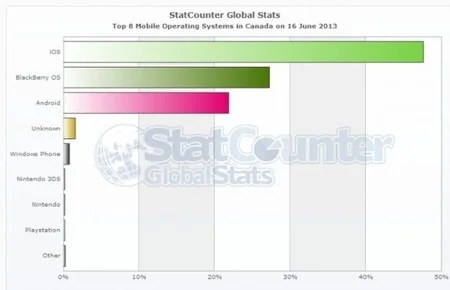 StatCounter Global Stats
Top 8 Mobile Operating Systems in Canada on 16 June 2013
iOS
BlackBerry OS
Android
Unknown
Windows Phone
Nintendo 3DS
Nintendo
Playstation
Other
StatCounter
GlobalStats
0%
10%
20%
30%
40%
50%